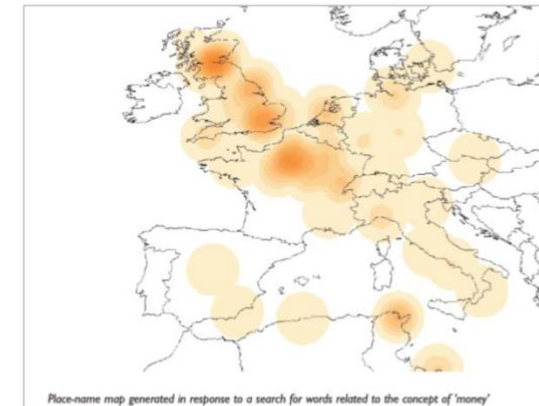 Place-name map generated in response to a search for words related to the concept of 'money'